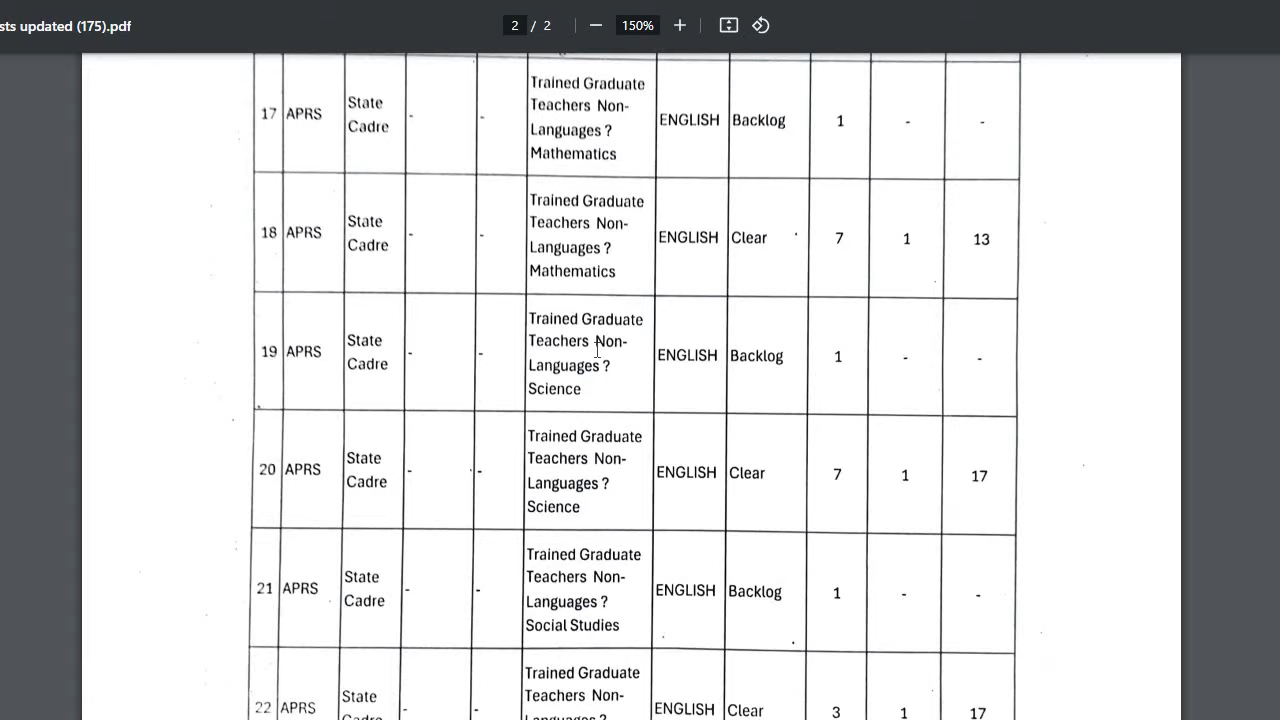 sts updated (175).pdf
2 / 2
150%
17 APRS State Cadre - - Trained Graduate Teachers Non-Languages ? Mathematics ENGLISH Backlog 1 - -
18 APRS State Cadre - - Trained Graduate Teachers Non-Languages ? Mathematics ENGLISH Clear 7 1 13
19 APRS State Cadre - - Trained Graduate Teachers Non-Languages ? Science ENGLISH Backlog 1 - -
20 APRS State Cadre - - Trained Graduate Teachers Non-Languages ? Science ENGLISH Clear 7 1 17
21 APRS State Cadre - - Trained Graduate Teachers Non-Languages ? Social Studies ENGLISH Backlog 1 - -
22 APRS State Cadre - - Trained Graduate Teachers Non-Languages ? ENGLISH Clear 3 1 17